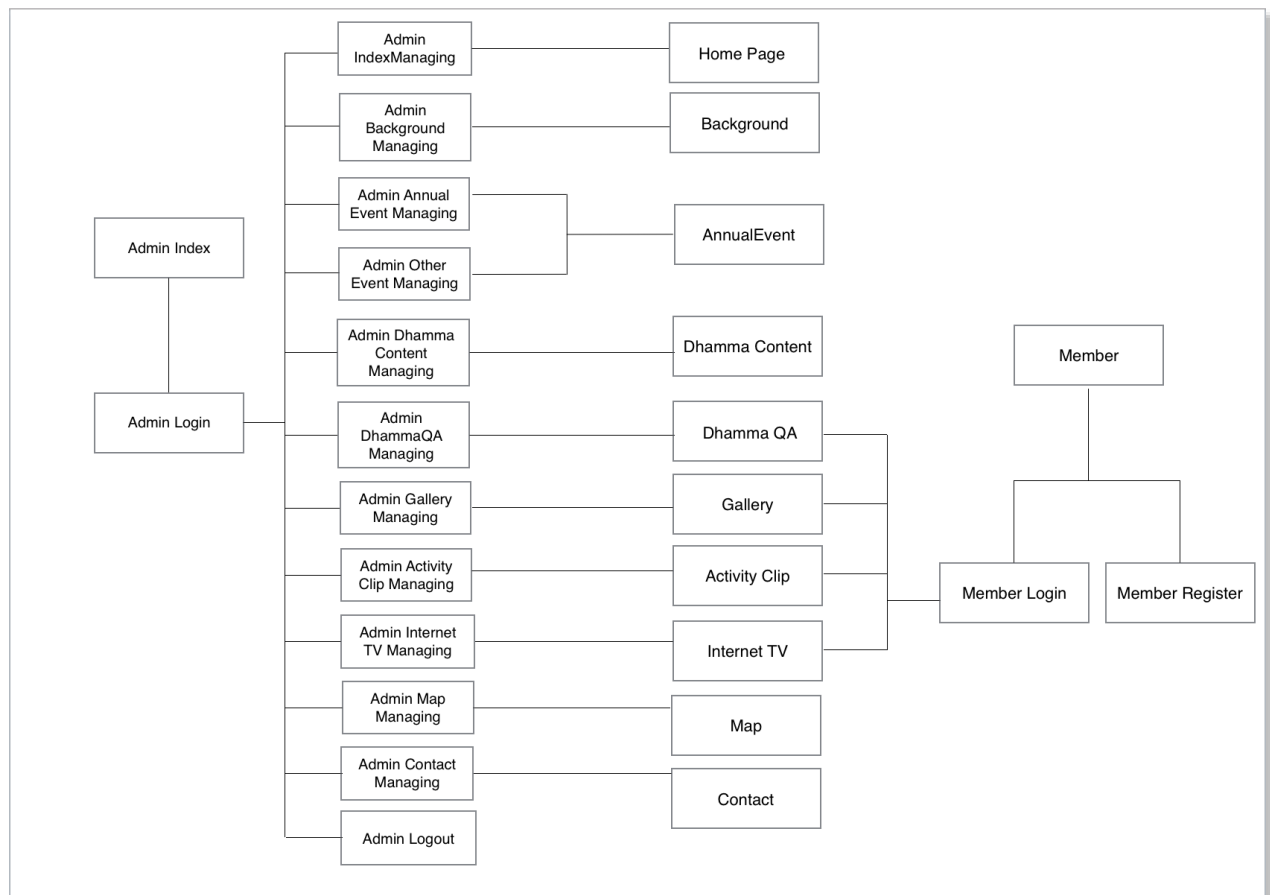 Admin
IndexManaging
Home Page
Admin
Background
Managing
Background
Admin Annual
Event Managing
AnnualEvent
Admin Index
Admin Other
Event Managing
Admin Dhamma
Content
Managing
Dhamma Content
Member
Admin Login
Admin
DhammaQA
Managing
Dhamma QA
Admin Gallery
Managing
Gallery
Admin Activity
Clip Managing
Activity Clip
Member Login
Member Register
Admin Internet
TV Managing
Internet TV
Admin Map
Managing
Map
Admin Contact
Managing
Contact
Admin Logout